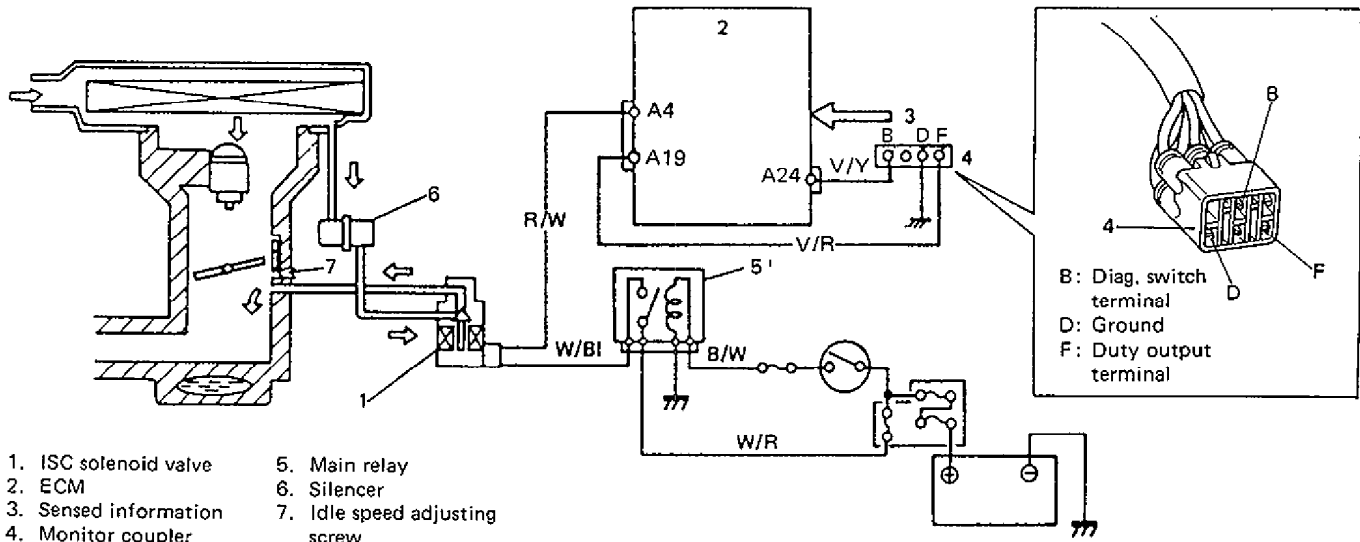 2
A4
3
B D F
4
A19
A24
V/Y
6
R/W
V/R
7
5'
W/Bl
B/W
1
W/R
B
4
F
D
B: Diag. switch
terminal
D: Ground
F: Duty output
terminal
1. ISC solenoid valve
2. ECM
3. Sensed information
4. Monitor coupler
5. Main relay
6. Silencer
7. Idle speed adjusting
screw